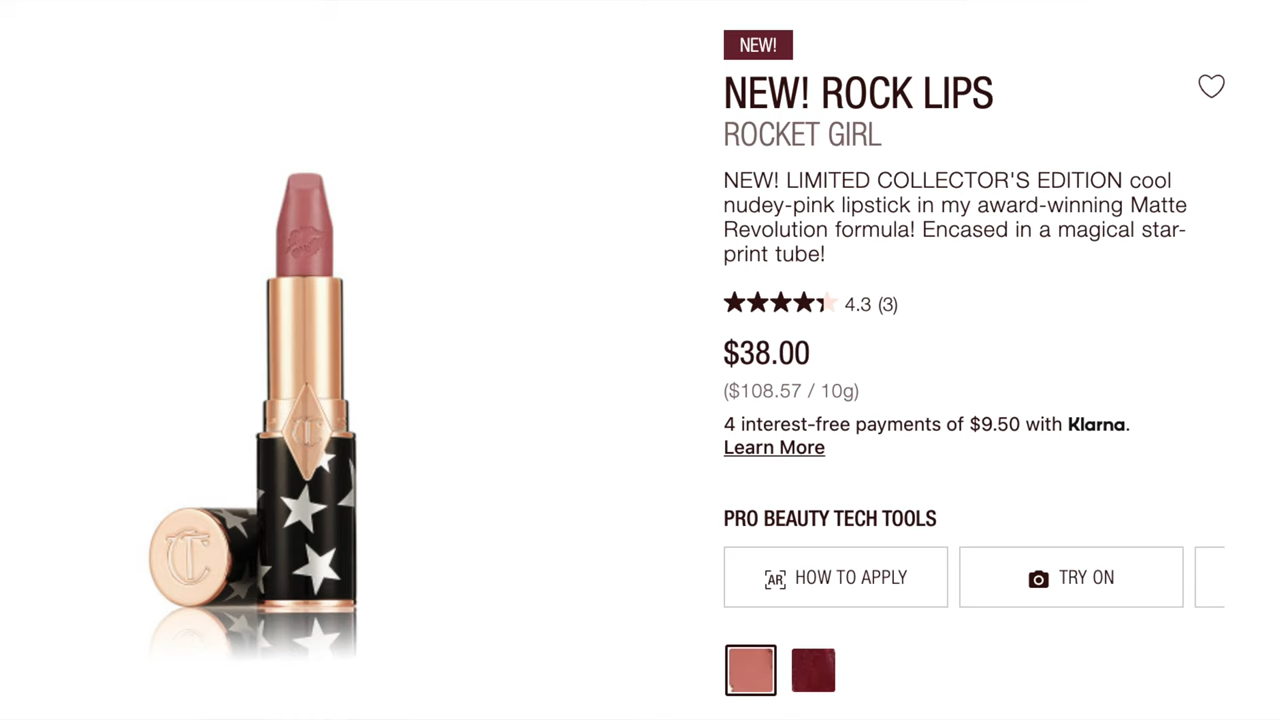 NEW!
NEW! ROCK LIPS
ROCKET GIRL
NEW! LIMITED COLLECTOR'S EDITION cool
nudey-pink lipstick in my award-winning Matte
Revolution formula! Encased in a magical star-
print tube!
4.3 (3)
$38.00
($108.57 / 10g)
4 interest-free payments of $9.50 with Klarna.
Learn More
PRO BEAUTY TECH TOOLS
AR HOW TO APPLY
TRY ON
CT
CT